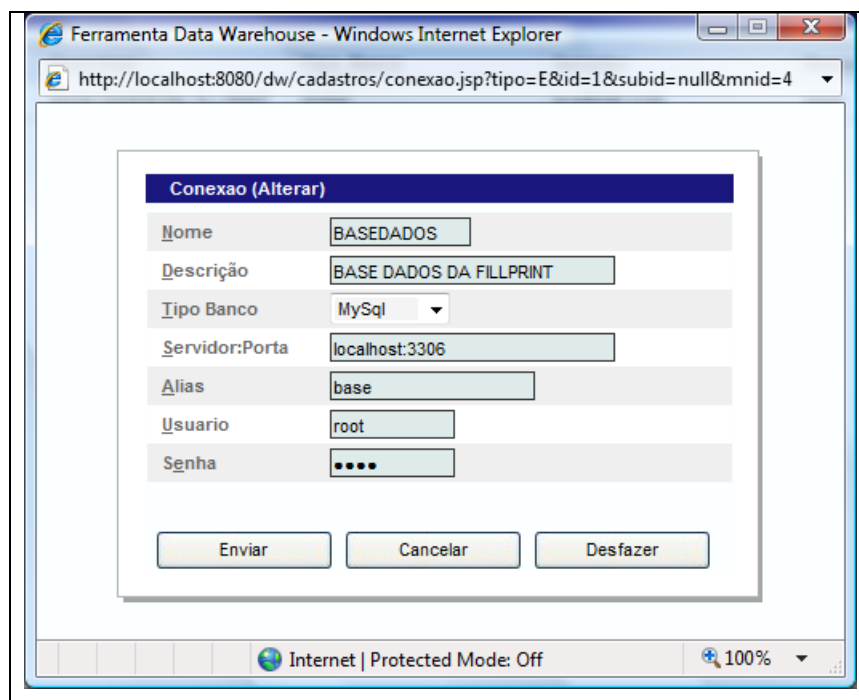 Ferramenta Data Warehouse - Windows Internet Explorer
http://localhost:8080/dw/cadastros/conexao.jsp?tipo=E&id=1&subid=null&mnid=4
Conexao (Alterar)
Nome BASEDADOS
Descrição BASE DADOS DA FILLPRINT
Tipo Banco MySql
Servidor:Porta localhost:3306
Alias base
Usuario root
Senha ••••
Enviar Cancelar Desfazer
Internet | Protected Mode: Off 100%